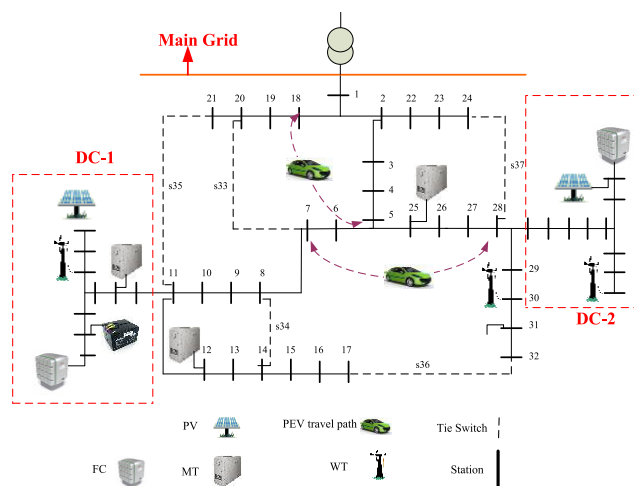 Main Grid
1
21 20 19 18 2 22 23 24
DC-1
DC-2
s35
s33
s37
3
4
5
7 6 25 26 27 28
11 10 9 8
29
30
31
32
s34
12 13 14 15 16 17
s36
PV
PEV travel path
Tie Switch
FC
MT
WT
Station